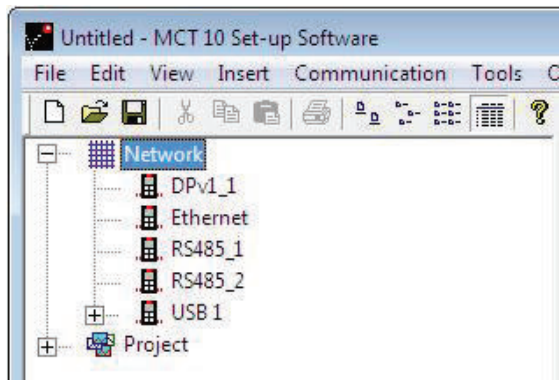 Untitled - MCT 10 Set-up Software
File Edit View Insert Communication Tools
Network
DPv1_1
Ethernet
RS485_1
RS485_2
USB 1
Project